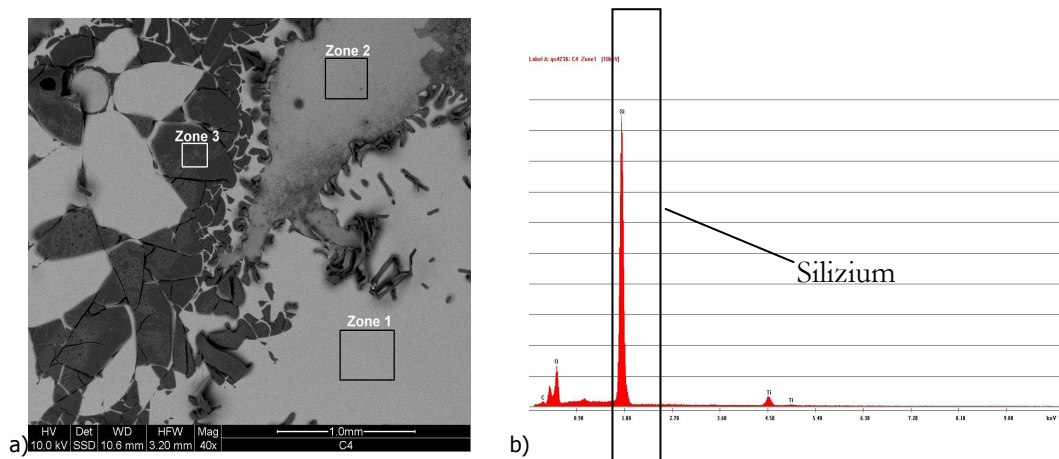 Zone 2
Zone 3
Zone 1
HV Det WD HFW Mag 1.0mm
10.0 kV SSD 10.6 mm 3.20 mm 40x C4
a)
Si
O
C
Ti
Ti
0.90 1.80 2.70 3.60 4.50 5.40 6.30 7.20 8.10 9.00 keV
Silizium
b)